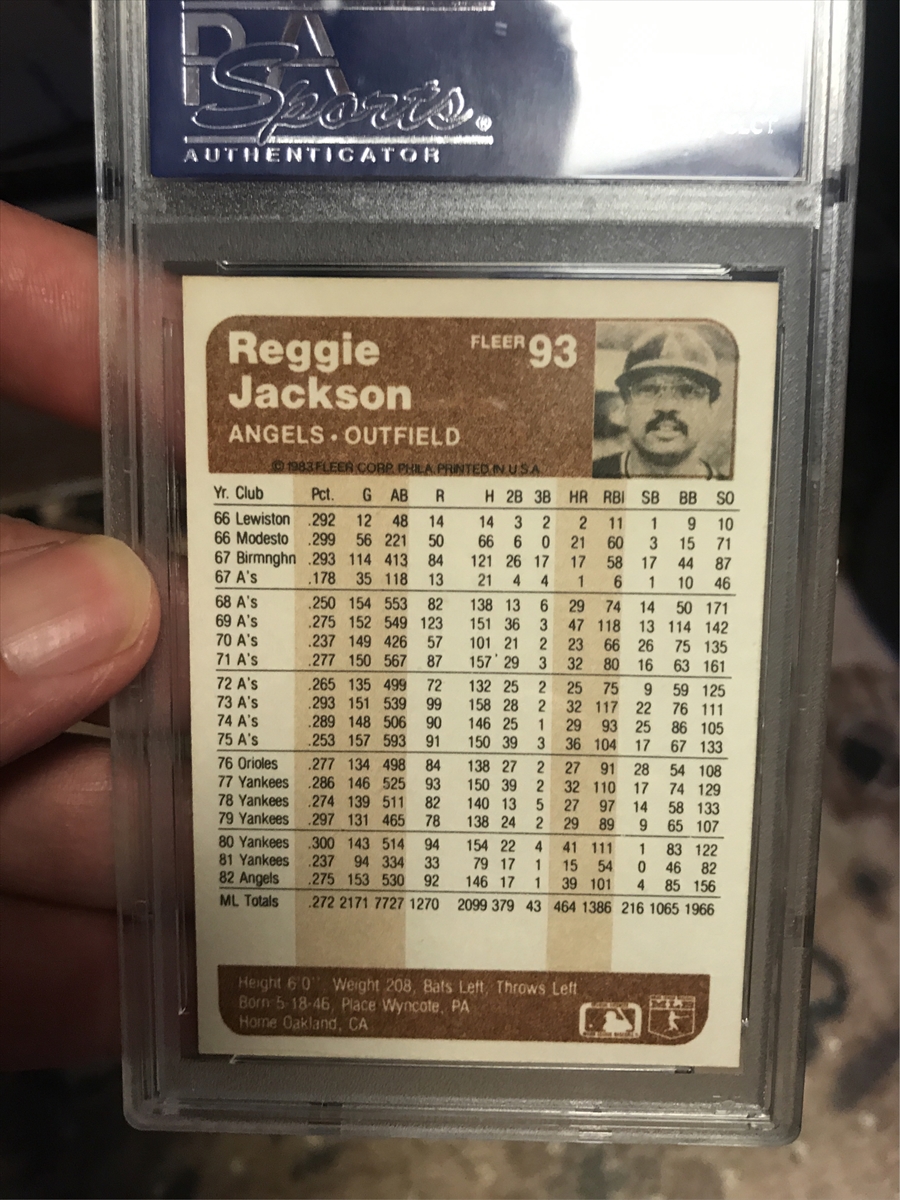 Sports®
AUTHENTICATOR
Reggie
Jackson
FLEER 93
ANGELS • OUTFIELD
© 1983 FLEER CORP. PHILA. PRINTED IN U.S.A.
Yr. Club Pct. G AB R H 2B 3B HR RBI SB BB SO
66 Lewiston .292 12 48 14 14 3 2 2 11 1 9 10
66 Modesto .299 56 221 50 66 6 0 21 60 3 15 71
67 Birmnghn .293 114 413 84 121 26 17 17 58 17 44 87
67 A's .178 35 118 13 21 4 4 1 6 1 10 46
68 A's .250 154 553 82 138 13 6 29 74 14 50 171
69 A's .275 152 549 123 151 36 3 47 118 13 114 142
70 A's .237 149 426 57 101 21 2 23 66 26 75 135
71 A's .277 150 567 87 157 29 3 32 80 16 63 161
72 A's .265 135 499 72 132 25 2 25 75 9 59 125
73 A's .293 151 539 99 158 28 2 32 117 22 76 111
74 A's .289 148 506 90 146 25 1 29 93 25 86 105
75 A's .253 157 593 91 150 39 3 36 104 17 67 133
76 Orioles .277 134 498 84 138 27 2 27 91 28 54 108
77 Yankees .286 146 525 93 150 39 2 32 110 17 74 129
78 Yankees .274 139 511 82 140 13 5 27 97 14 58 133
79 Yankees .297 131 465 78 138 24 2 29 89 9 65 107
80 Yankees .300 143 514 94 154 22 4 41 111 1 83 122
81 Yankees .237 94 334 33 79 17 1 15 54 0 46 82
82 Angels .275 153 530 92 146 17 1 39 101 4 85 156
ML Totals .272 2171 7727 1270 2099 379 43 464 1386 216 1065 1966
Height 6'0" Weight 208, Bats Left, Throws Left
Born 5-18-46, Place Wyncote, PA
Home Oakland, CA